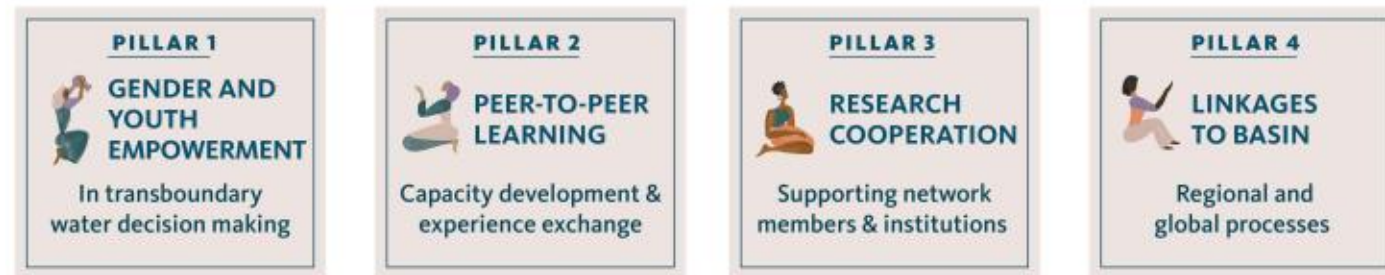 PILLAR 1
GENDER AND
YOUTH
EMPOWERMENT
In transboundary
water decision making
PILLAR 2
PEER-TO-PEER
LEARNING
Capacity development &
experience exchange
PILLAR 3
RESEARCH
COOPERATION
Supporting network
members & institutions
PILLAR 4
LINKAGES
TO BASIN
Regional and
global processes